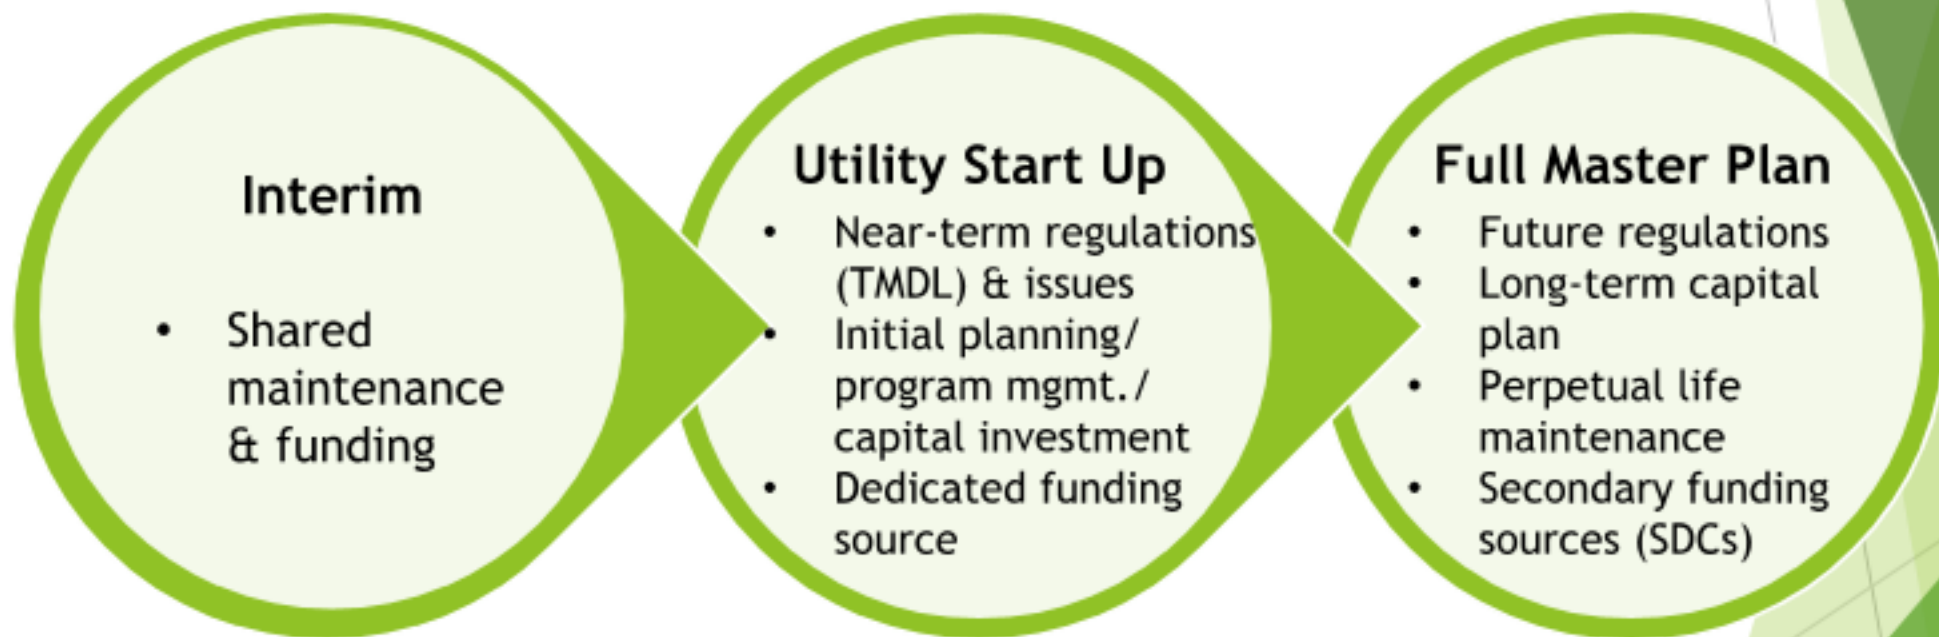 Interim
• Shared
maintenance
& funding
Utility Start Up
• Near-term regulations
(TMDL) & issues
• Initial planning/
program mgmt./
capital investment
• Dedicated funding
source
Full Master Plan
• Future regulations
• Long-term capital
plan
• Perpetual life
maintenance
• Secondary funding
sources (SDCs)